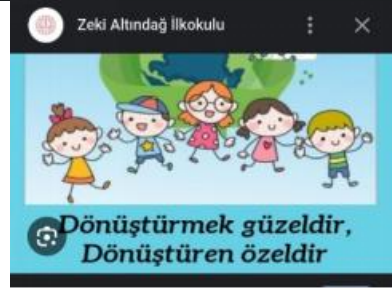 Zeki Altındağ İlkokulu
Dönüştürmek güzeldir,
Dönüştüren özeldir